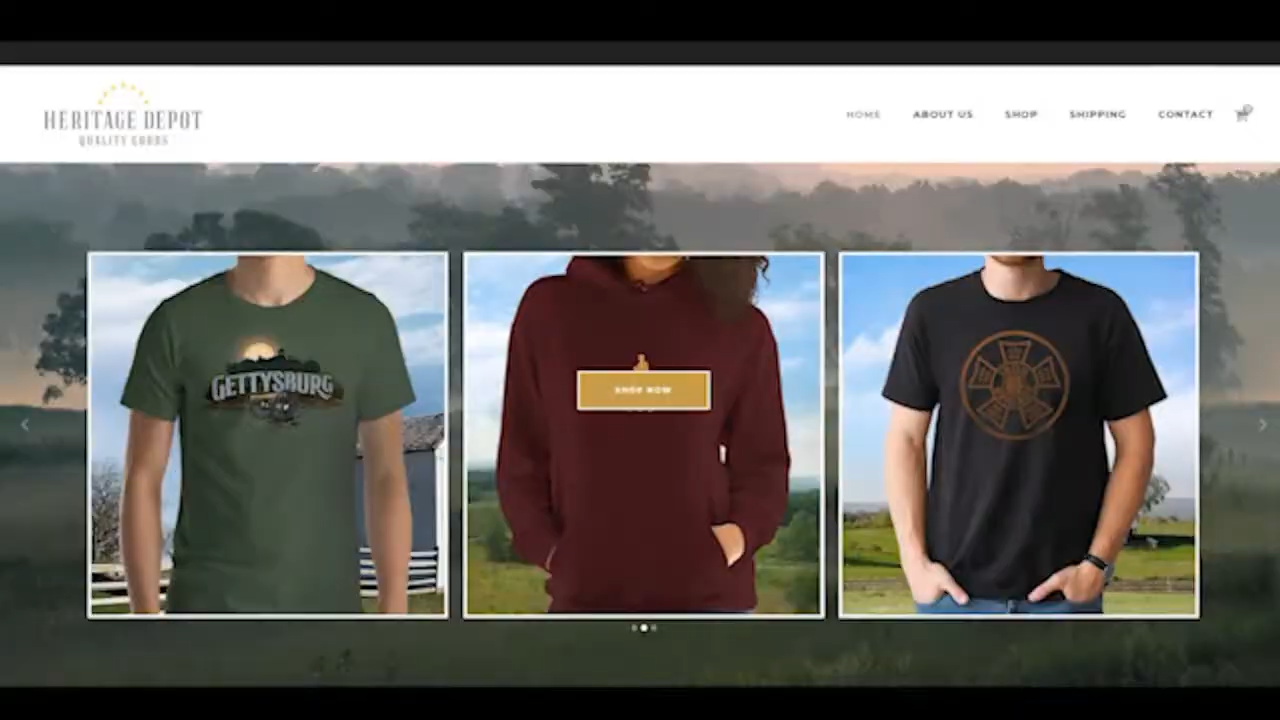 HERITAGE DEPOT
QUALITY GOODS
HOME
ABOUT US
SHOP
SHIPPING
CONTACT
GETTYSBURG
SHOP NOW